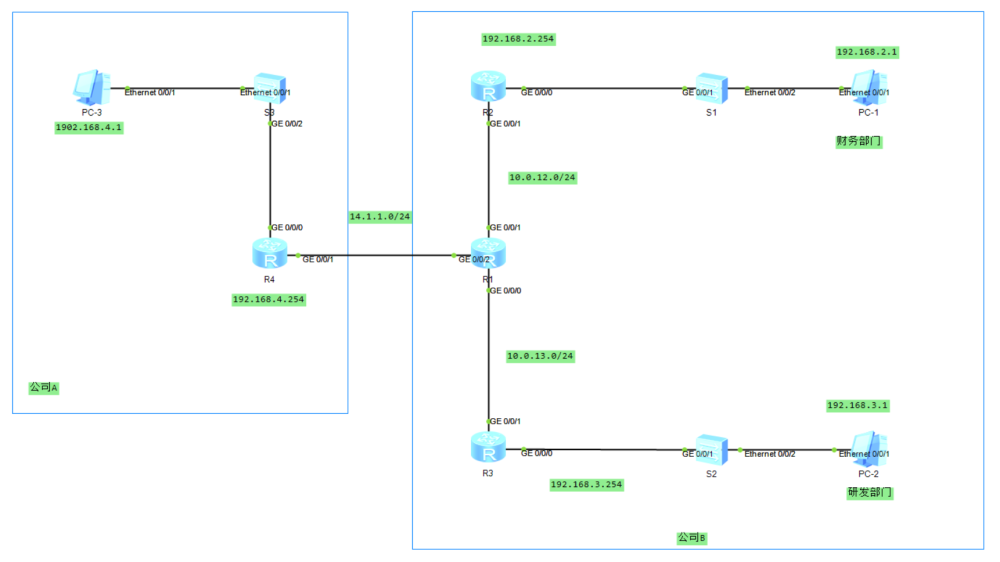 PC-3
1902.168.4.1
Ethernet 0/0/1
Ethernet 0/0/1
S3
GE 0/0/2
GE 0/0/0
R4
GE 0/0/1
192.168.4.254
公司A
14.1.1.0/24
192.168.2.254
R2
GE 0/0/0
GE 0/0/1
GE 0/0/1
S1
Ethernet 0/0/2
192.168.2.1
Ethernet 0/0/1
PC-1
财务部门
10.0.12.0/24
GE 0/0/1
GE 0/0/2
R1
GE 0/0/0
10.0.13.0/24
GE 0/0/1
R3
GE 0/0/0
192.168.3.254
GE 0/0/1
S2
Ethernet 0/0/2
192.168.3.1
Ethernet 0/0/1
PC-2
研发部门
公司B